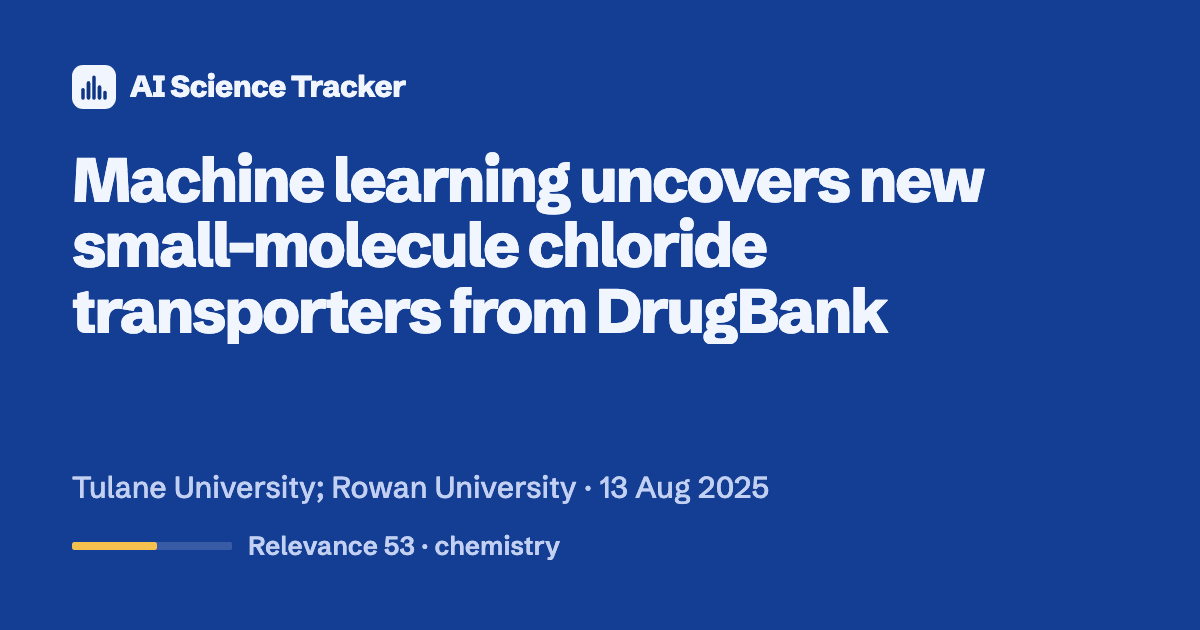 AI Science Tracker
Machine learning uncovers new
small-molecule chloride
transporters from DrugBank
Tulane University; Rowan University · 13 Aug 2025
Relevance 53 · chemistry